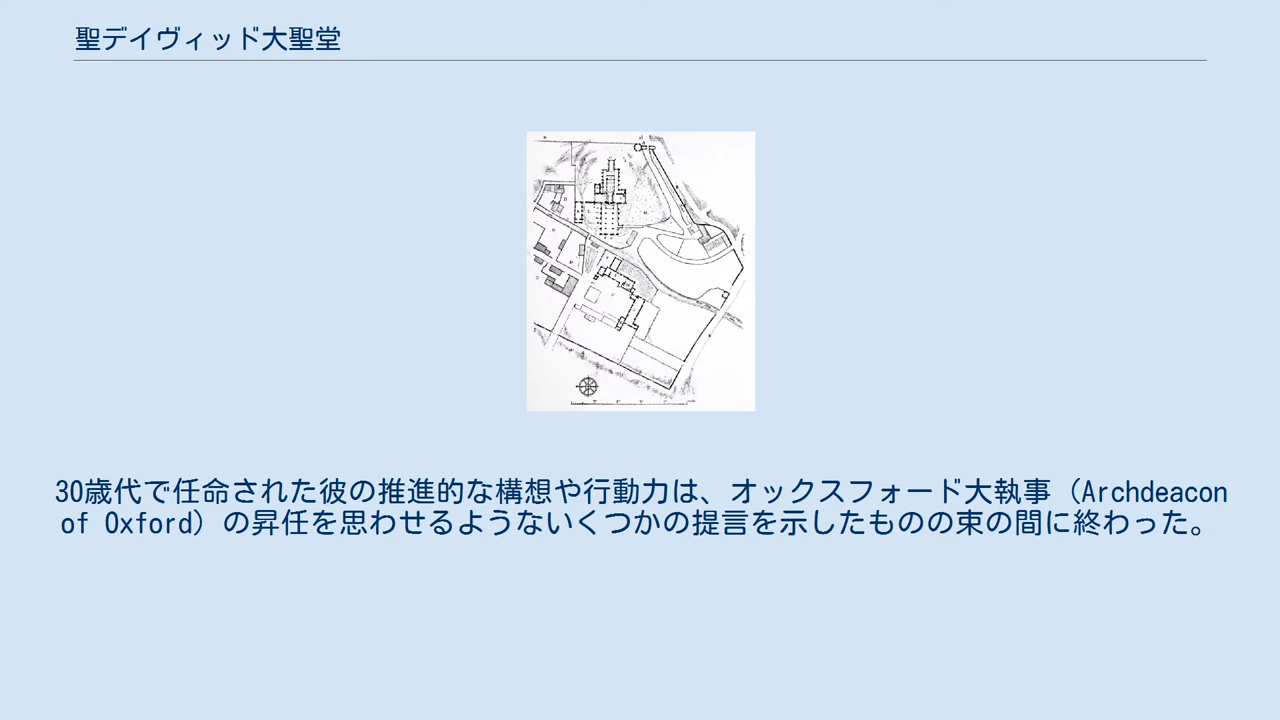 聖デイヴィッド大聖堂
30歳代で任命された彼の推進的な構想や行動力は、オックスフォード大執事（Archdeacon
of Oxford）の昇任を思わせるようないくつかの提言を示したものの束の間に終わった。